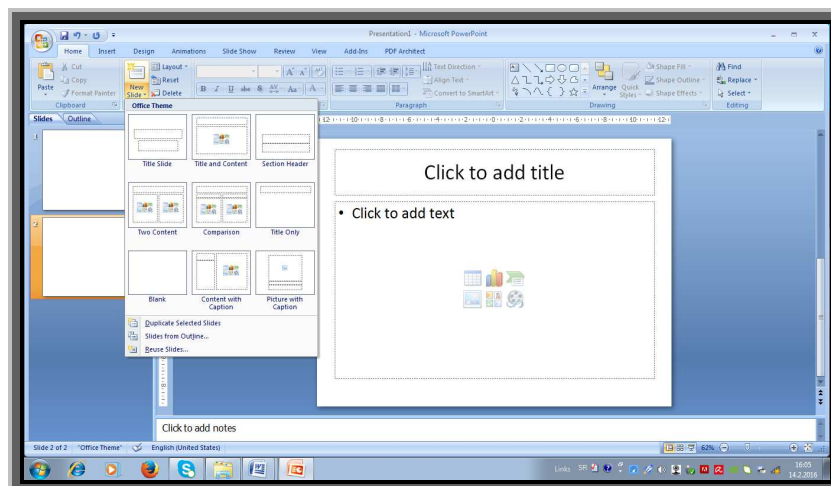 Presentation1 - Microsoft PowerPoint
Home Insert Design Animations Slide Show Review View Add-Ins PDF Architect
Cut
Copy
Format Painter
Paste
Clipboard
New Slide
Layout
Reset
Delete
Text Direction
Align Text
Convert to SmartArt
Paragraph
Arrange
Quick Styles
Shape Fill
Shape Outline
Shape Effects
Drawing
Find
Replace
Select
Editing
Slides Outline
Office Theme
Title Slide Title and Content Section Header
Two Content Comparison Title Only
Blank Content with Caption Picture with Caption
Duplicate Selected Slides
Slides from Outline...
Reuse Slides...
1
2
Click to add title
• Click to add text
Click to add notes
Slide 2 of 2 "Office Theme" English (United States) 62%
Links SR 16:05
14.2.2016